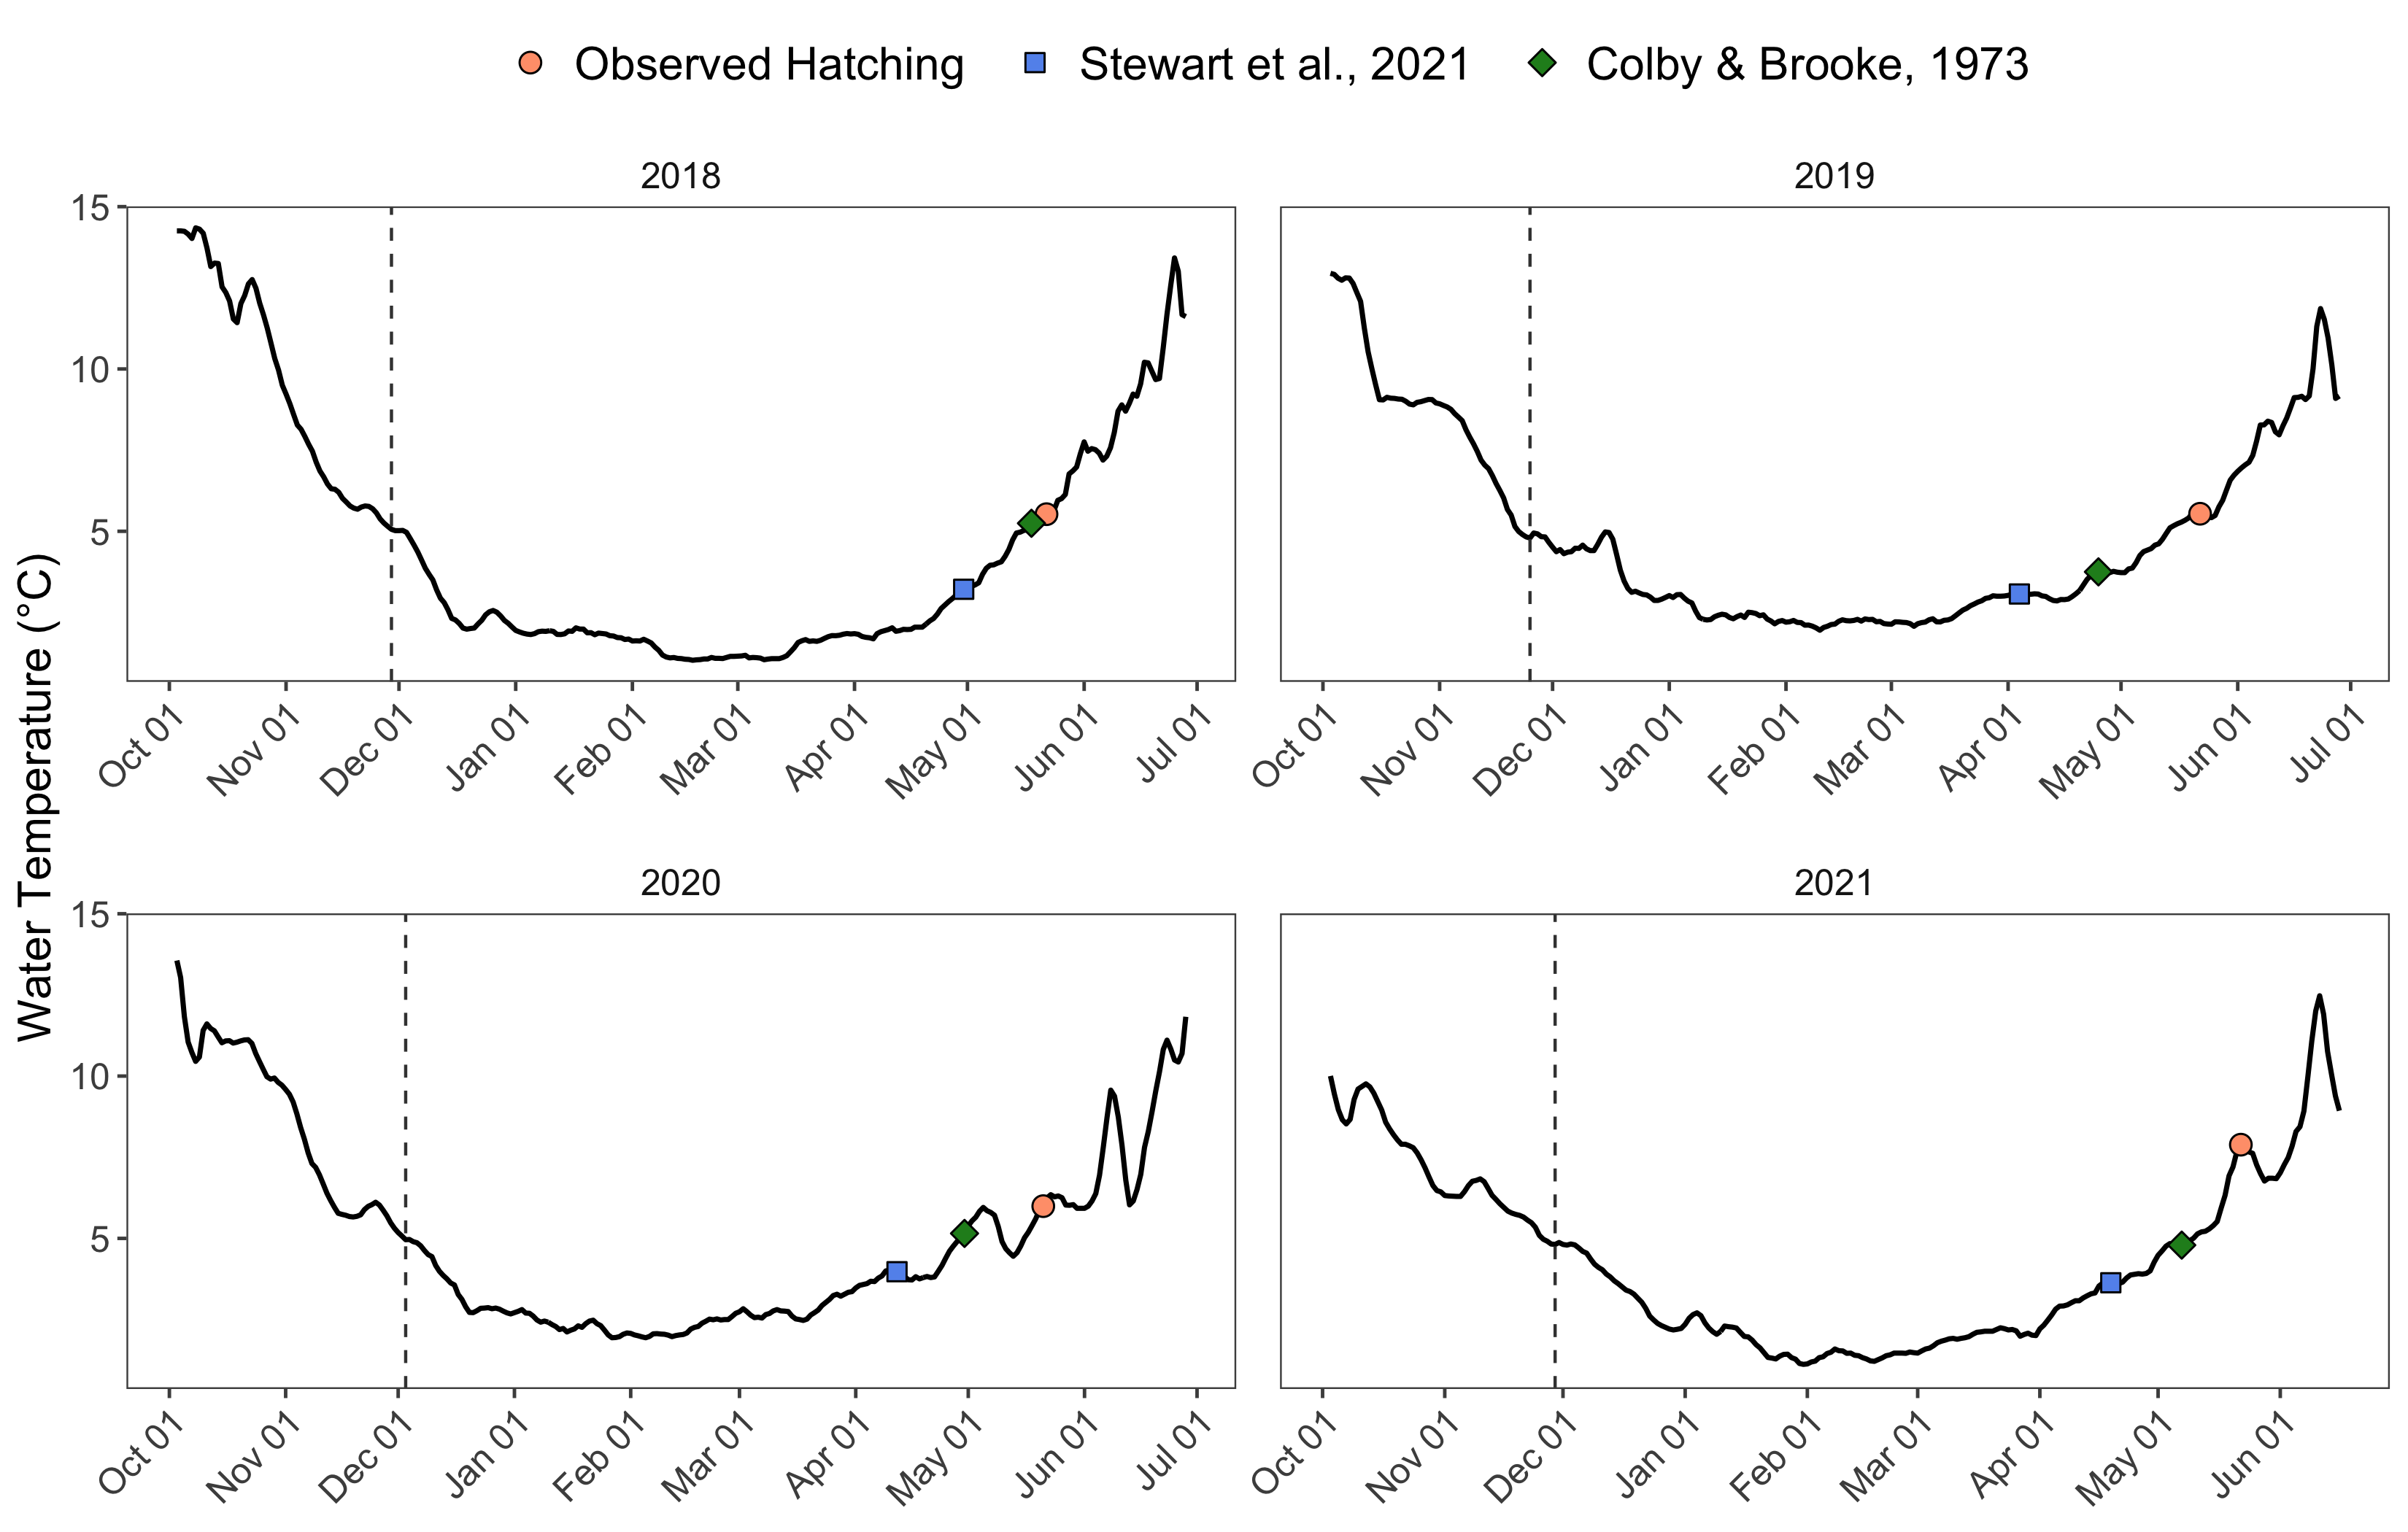 Observed Hatching Stewart et al., 2021 Colby & Brooke, 1973
Water Temperature (°C)
2018
15
10
5
Oct 01 Nov 01 Dec 01 Jan 01 Feb 01 Mar 01 Apr 01 May 01 Jun 01 Jul 01
2019
Oct 01 Nov 01 Dec 01 Jan 01 Feb 01 Mar 01 Apr 01 May 01 Jun 01 Jul 01
2020
15
10
5
Oct 01 Nov 01 Dec 01 Jan 01 Feb 01 Mar 01 Apr 01 May 01 Jun 01 Jul 01
2021
Oct 01 Nov 01 Dec 01 Jan 01 Feb 01 Mar 01 Apr 01 May 01 Jun 01